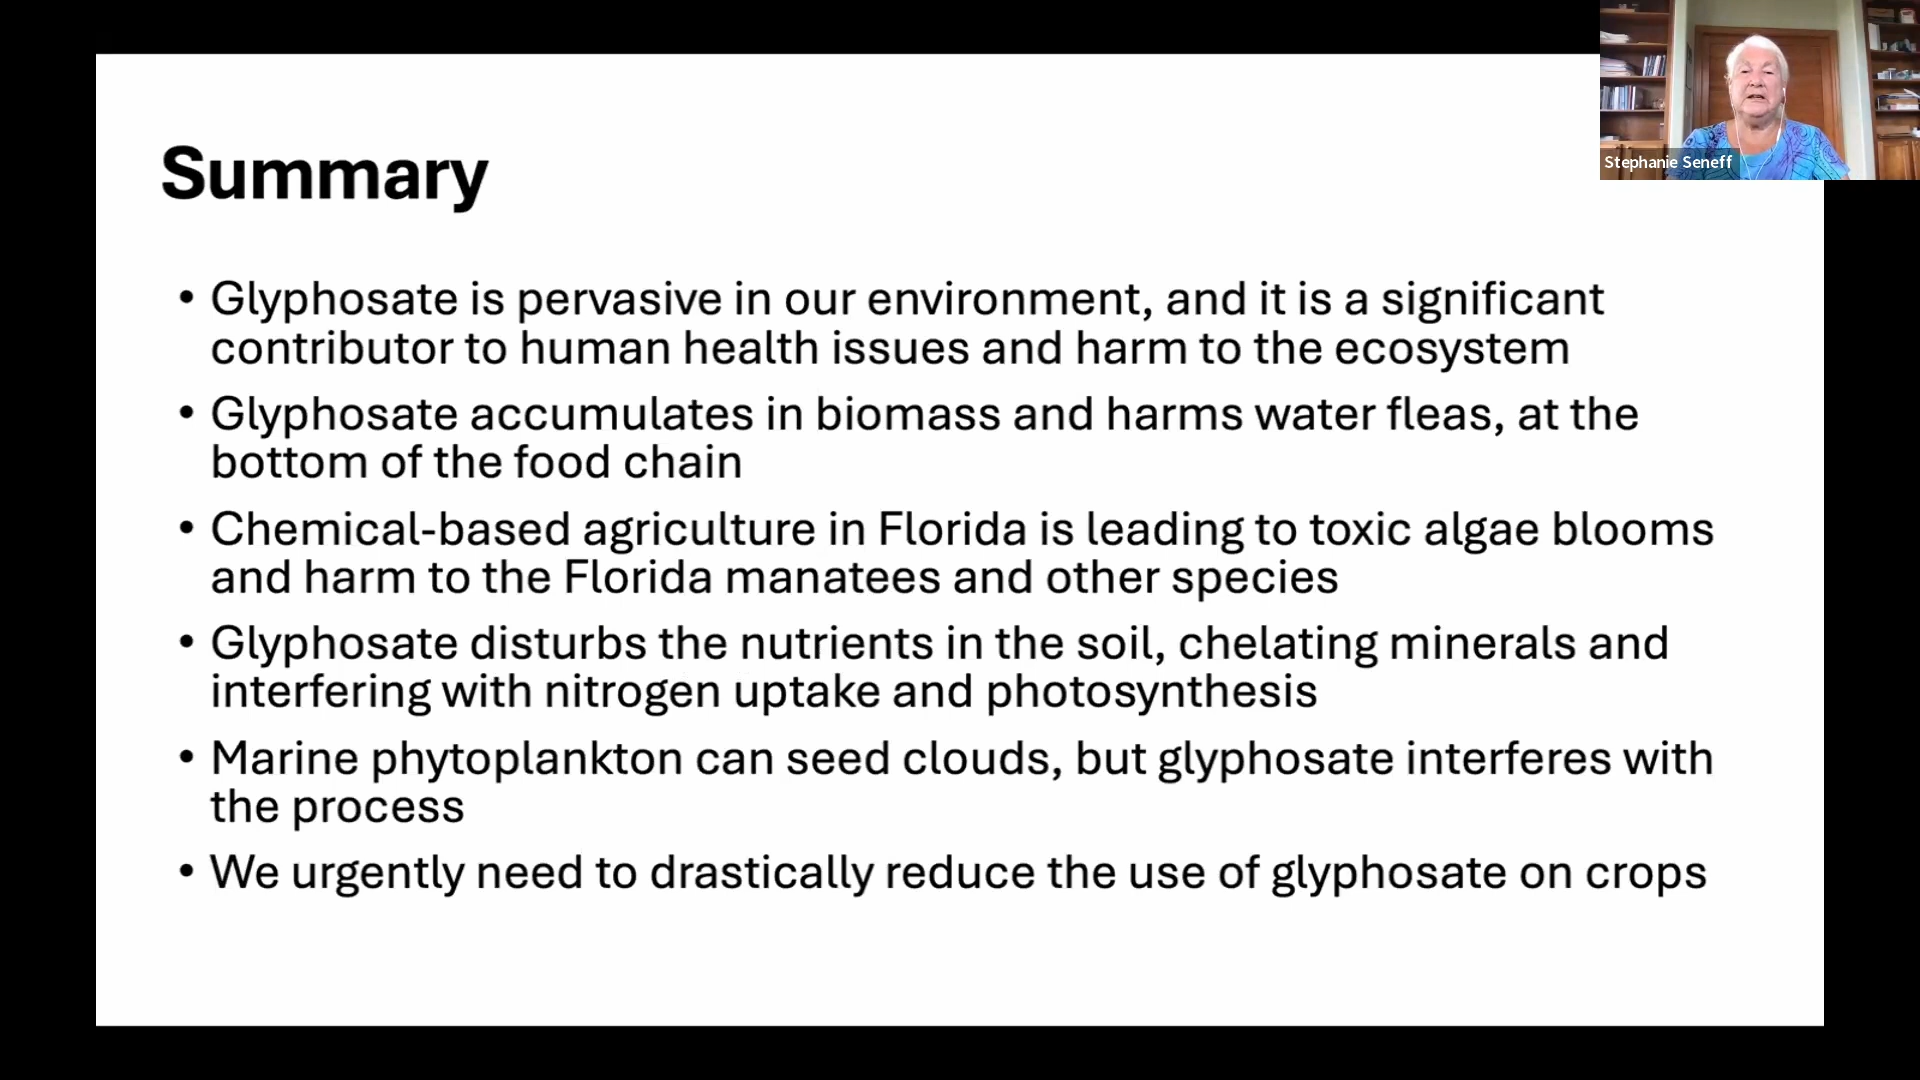 Stephanie Seneff
Summary
• Glyphosate is pervasive in our environment, and it is a significant
contributor to human health issues and harm to the ecosystem
• Glyphosate accumulates in biomass and harms water fleas, at the
bottom of the food chain
• Chemical-based agriculture in Florida is leading to toxic algae blooms
and harm to the Florida manatees and other species
• Glyphosate disturbs the nutrients in the soil, chelating minerals and
interfering with nitrogen uptake and photosynthesis
• Marine phytoplankton can seed clouds, but glyphosate interferes with
the process
• We urgently need to drastically reduce the use of glyphosate on crops